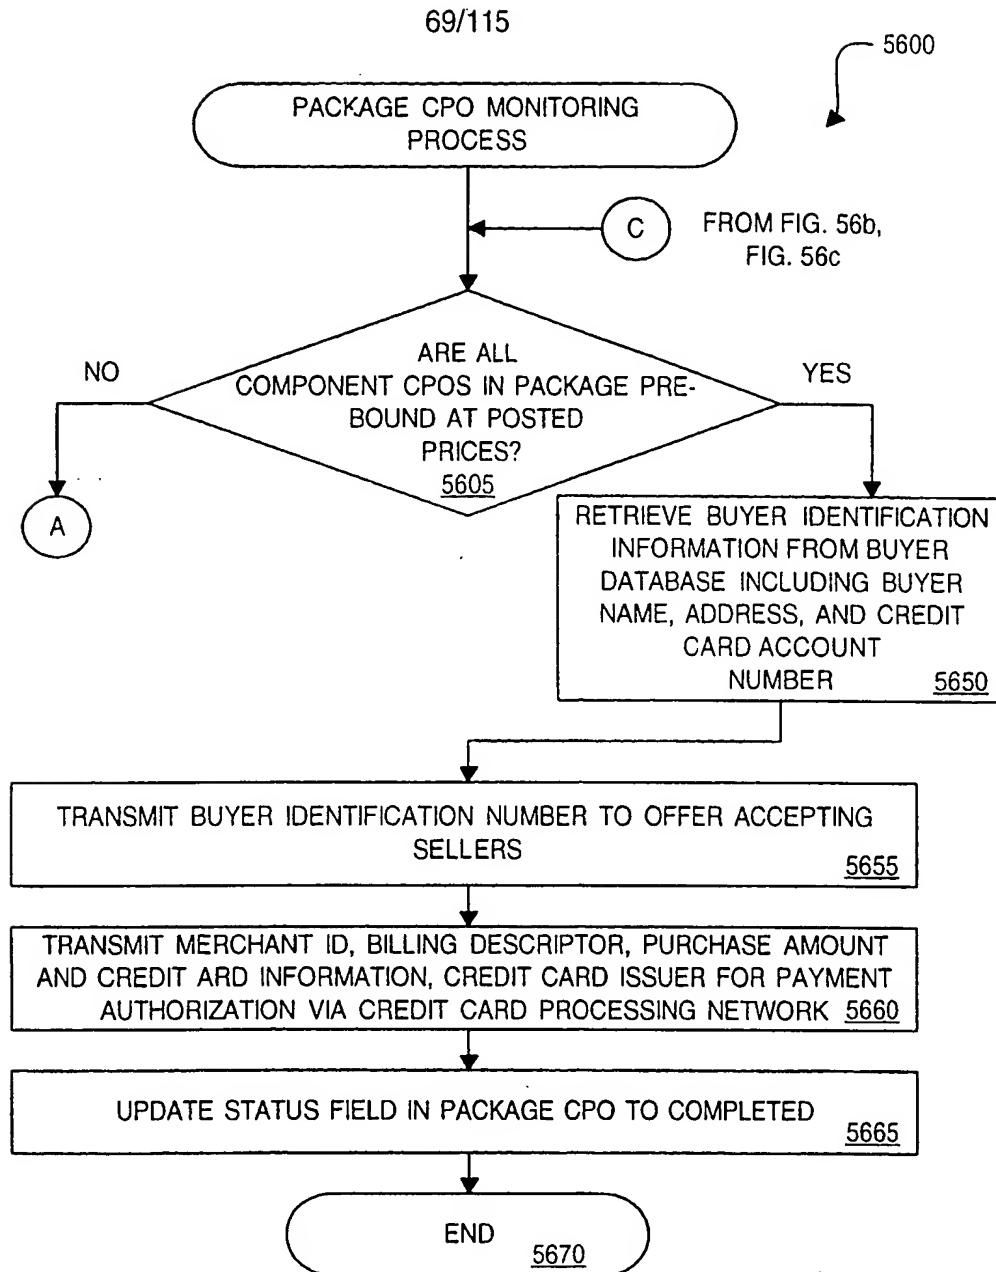 69/115
5600
PACKAGE CPO MONITORING
PROCESS
C
FROM FIG. 56b,
FIG. 56c
NO
YES
ARE ALL
COMPONENT CPOS IN PACKAGE PRE-
BOUND AT POSTED
PRICES?
5605
A
RETRIEVE BUYER IDENTIFICATION
INFORMATION FROM BUYER
DATABASE INCLUDING BUYER
NAME, ADDRESS, AND CREDIT
CARD ACCOUNT
NUMBER 5650
TRANSMIT BUYER IDENTIFICATION NUMBER TO OFFER ACCEPTING
SELLERS
5655
TRANSMIT MERCHANT ID, BILLING DESCRIPTOR, PURCHASE AMOUNT
AND CREDIT ARD INFORMATION, CREDIT CARD ISSUER FOR PAYMENT
AUTHORIZATION VIA CREDIT CARD PROCESSING NETWORK 5660
UPDATE STATUS FIELD IN PACKAGE CPO TO COMPLETED
5665
END
5670